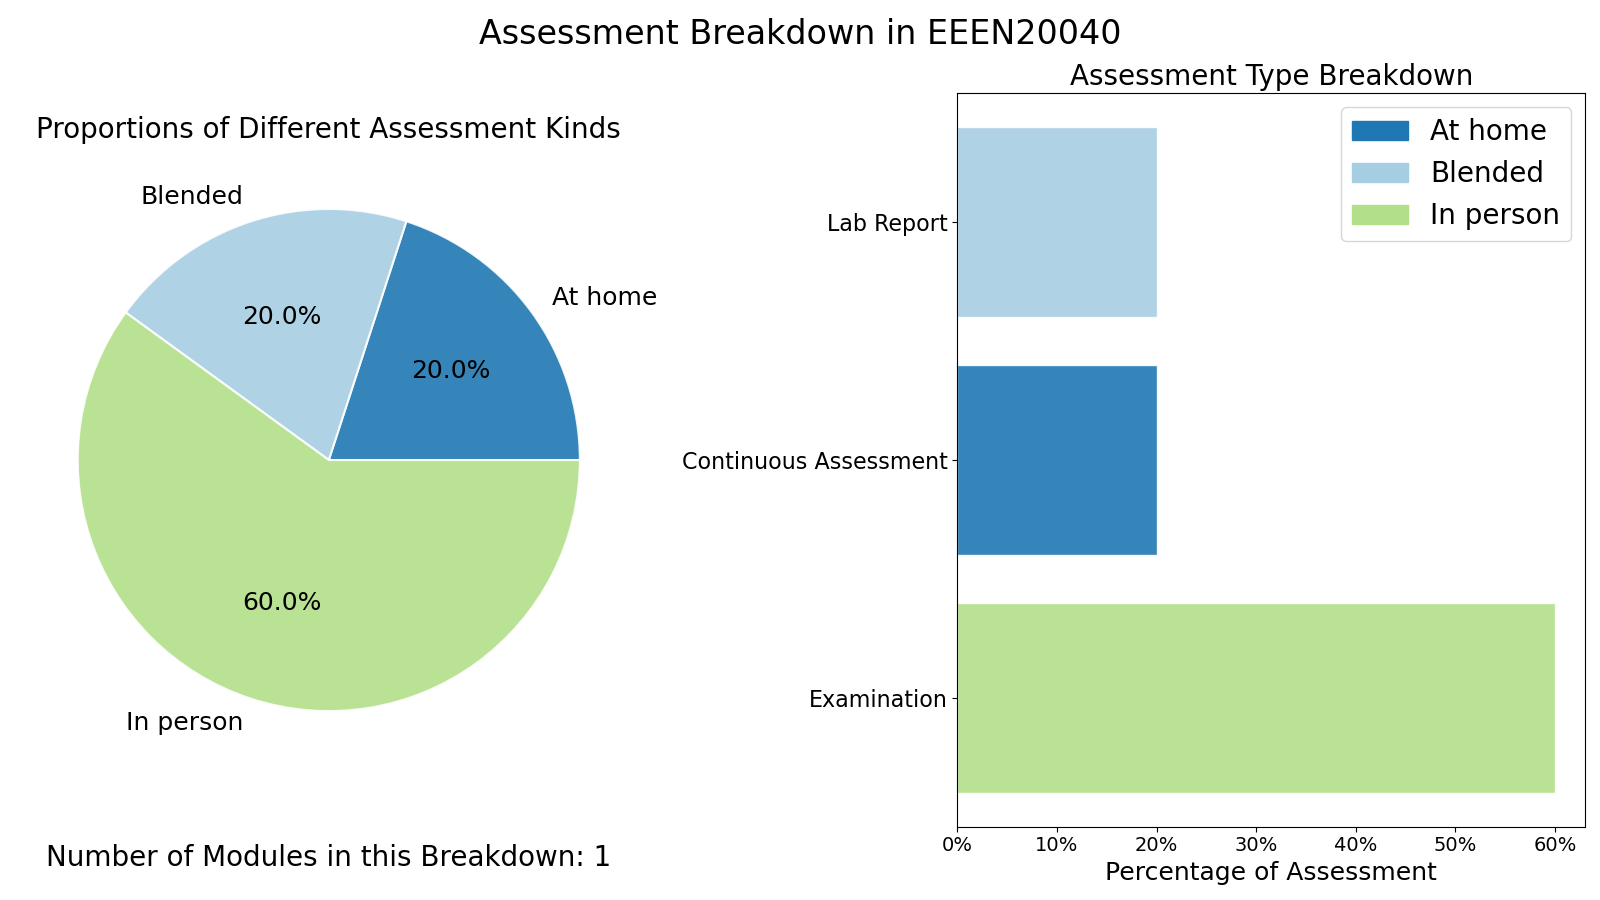 Assessment Breakdown in EEEN20040
Proportions of Different Assessment Kinds
Blended
At home
20.0%
20.0%
60.0%
In person
Number of Modules in this Breakdown: 1
Assessment Type Breakdown
At home
Blended
In person
Lab Report
Continuous Assessment
Examination
0% 10% 20% 30% 40% 50% 60%
Percentage of Assessment